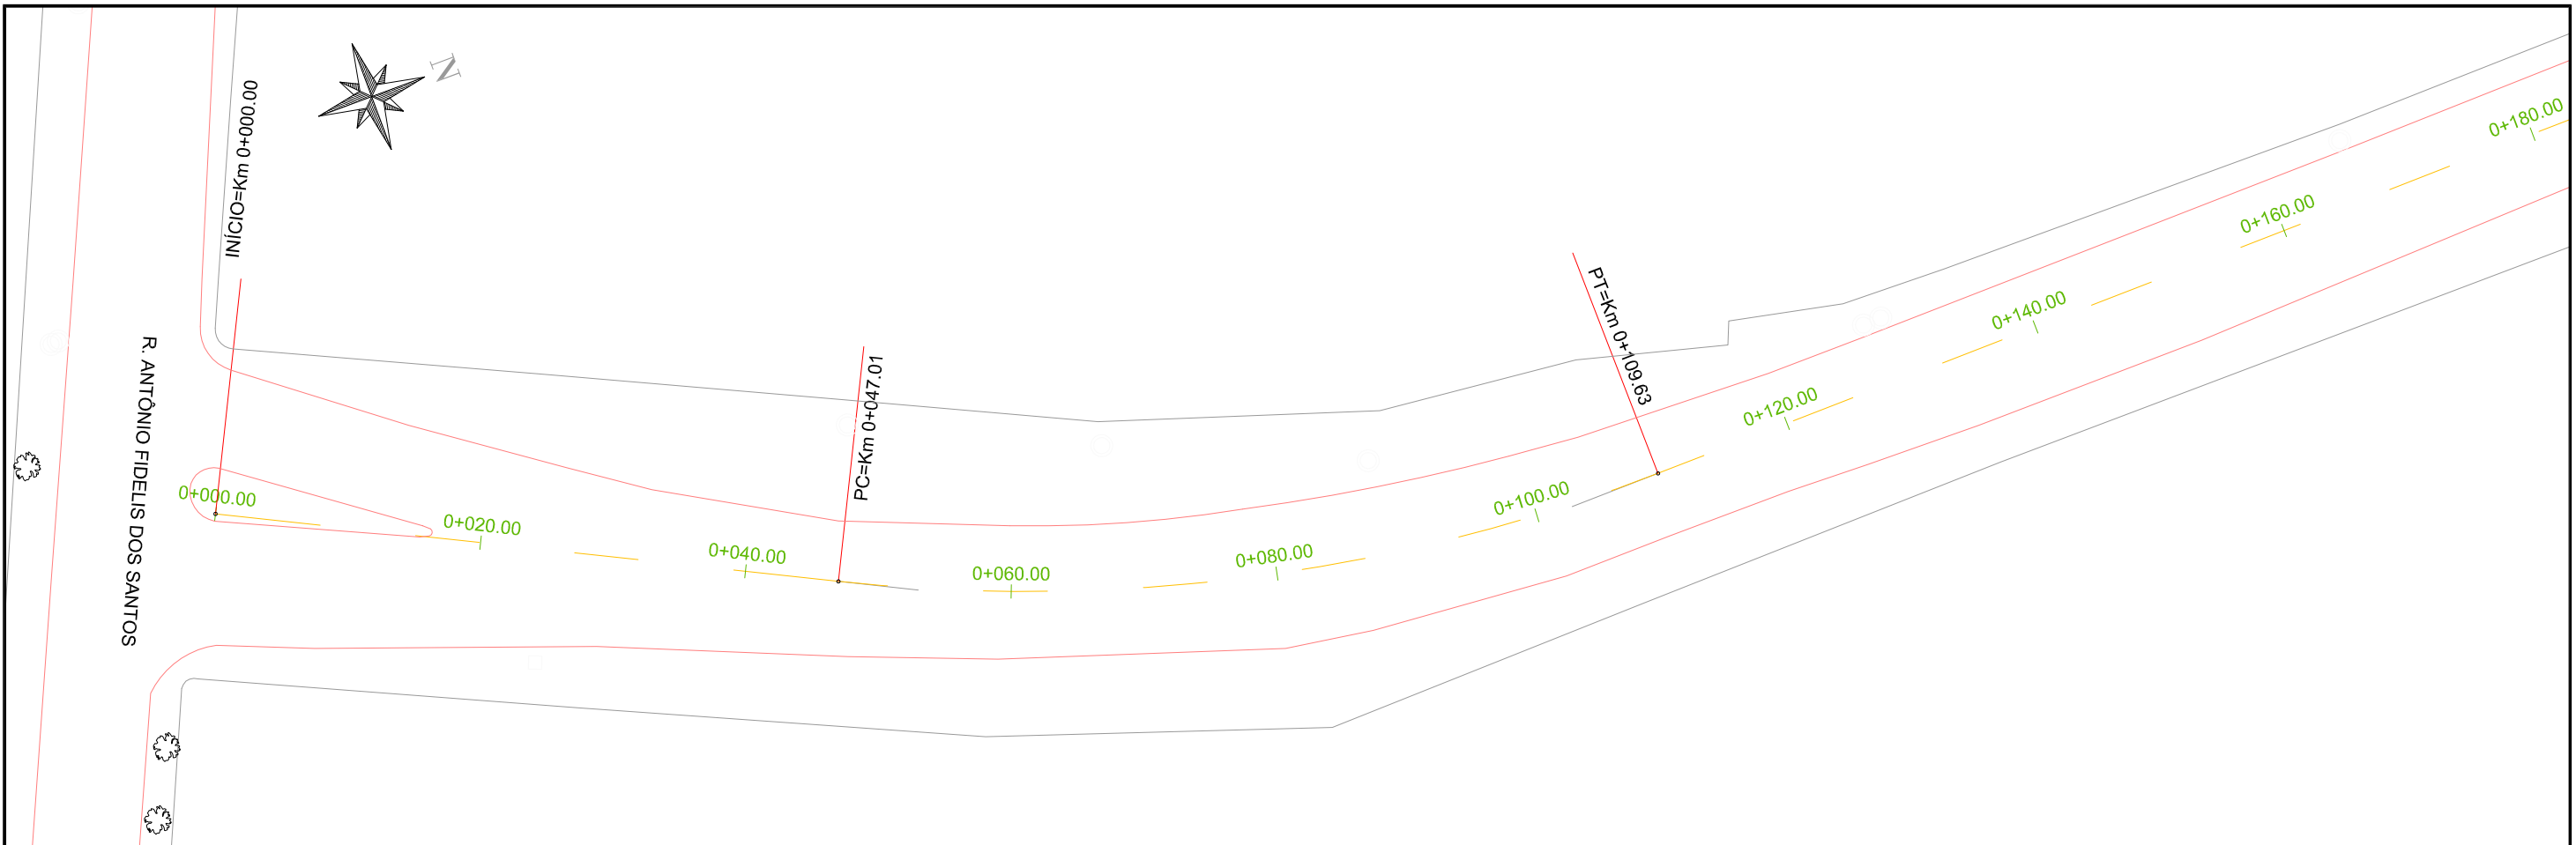 N
INÍCIO=Km 0+000.00
R. ANTÔNIO FIDELIS DOS SANTOS
0+000.00
0+020.00
0+040.00
PC=Km 0+047.01
0+060.00
0+080.00
0+100.00
PT=Km 0+109.63
0+120.00
0+140.00
0+160.00
0+180.00